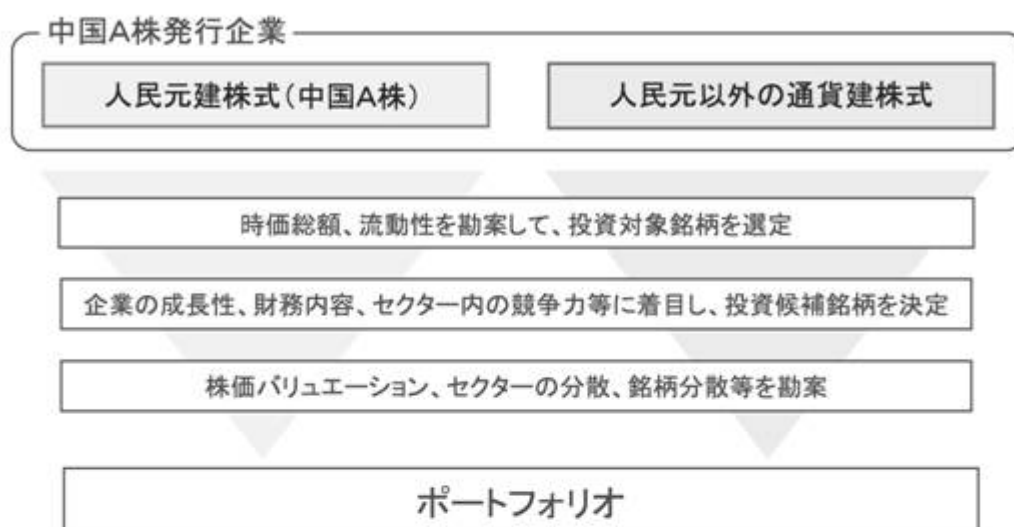 中国A株発行企業
人民元建株式（中国A株）
人民元以外の通貨建株式
時価総額、流動性を勘案して、投資対象銘柄を選定
企業の成長性、財務内容、セクター内の競争力等に着目し、投資候補銘柄を決定
株価バリュエーション、セクターの分散、銘柄分散等を勘案
ポートフォリオ